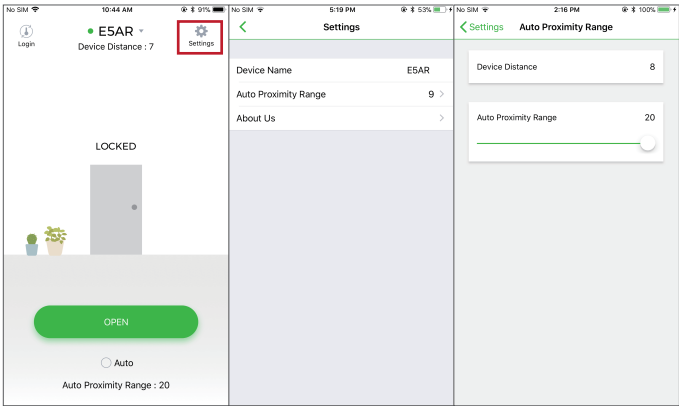 No SIM 10:44 AM 91%
Login
E5AR
Device Distance : 7
Settings
LOCKED
OPEN
Auto
Auto Proximity Range : 20
No SIM 5:19 PM 53%
Settings
Device Name E5AR
Auto Proximity Range 9
About Us
No SIM 2:16 PM 100%
Settings Auto Proximity Range
Device Distance 8
Auto Proximity Range 20